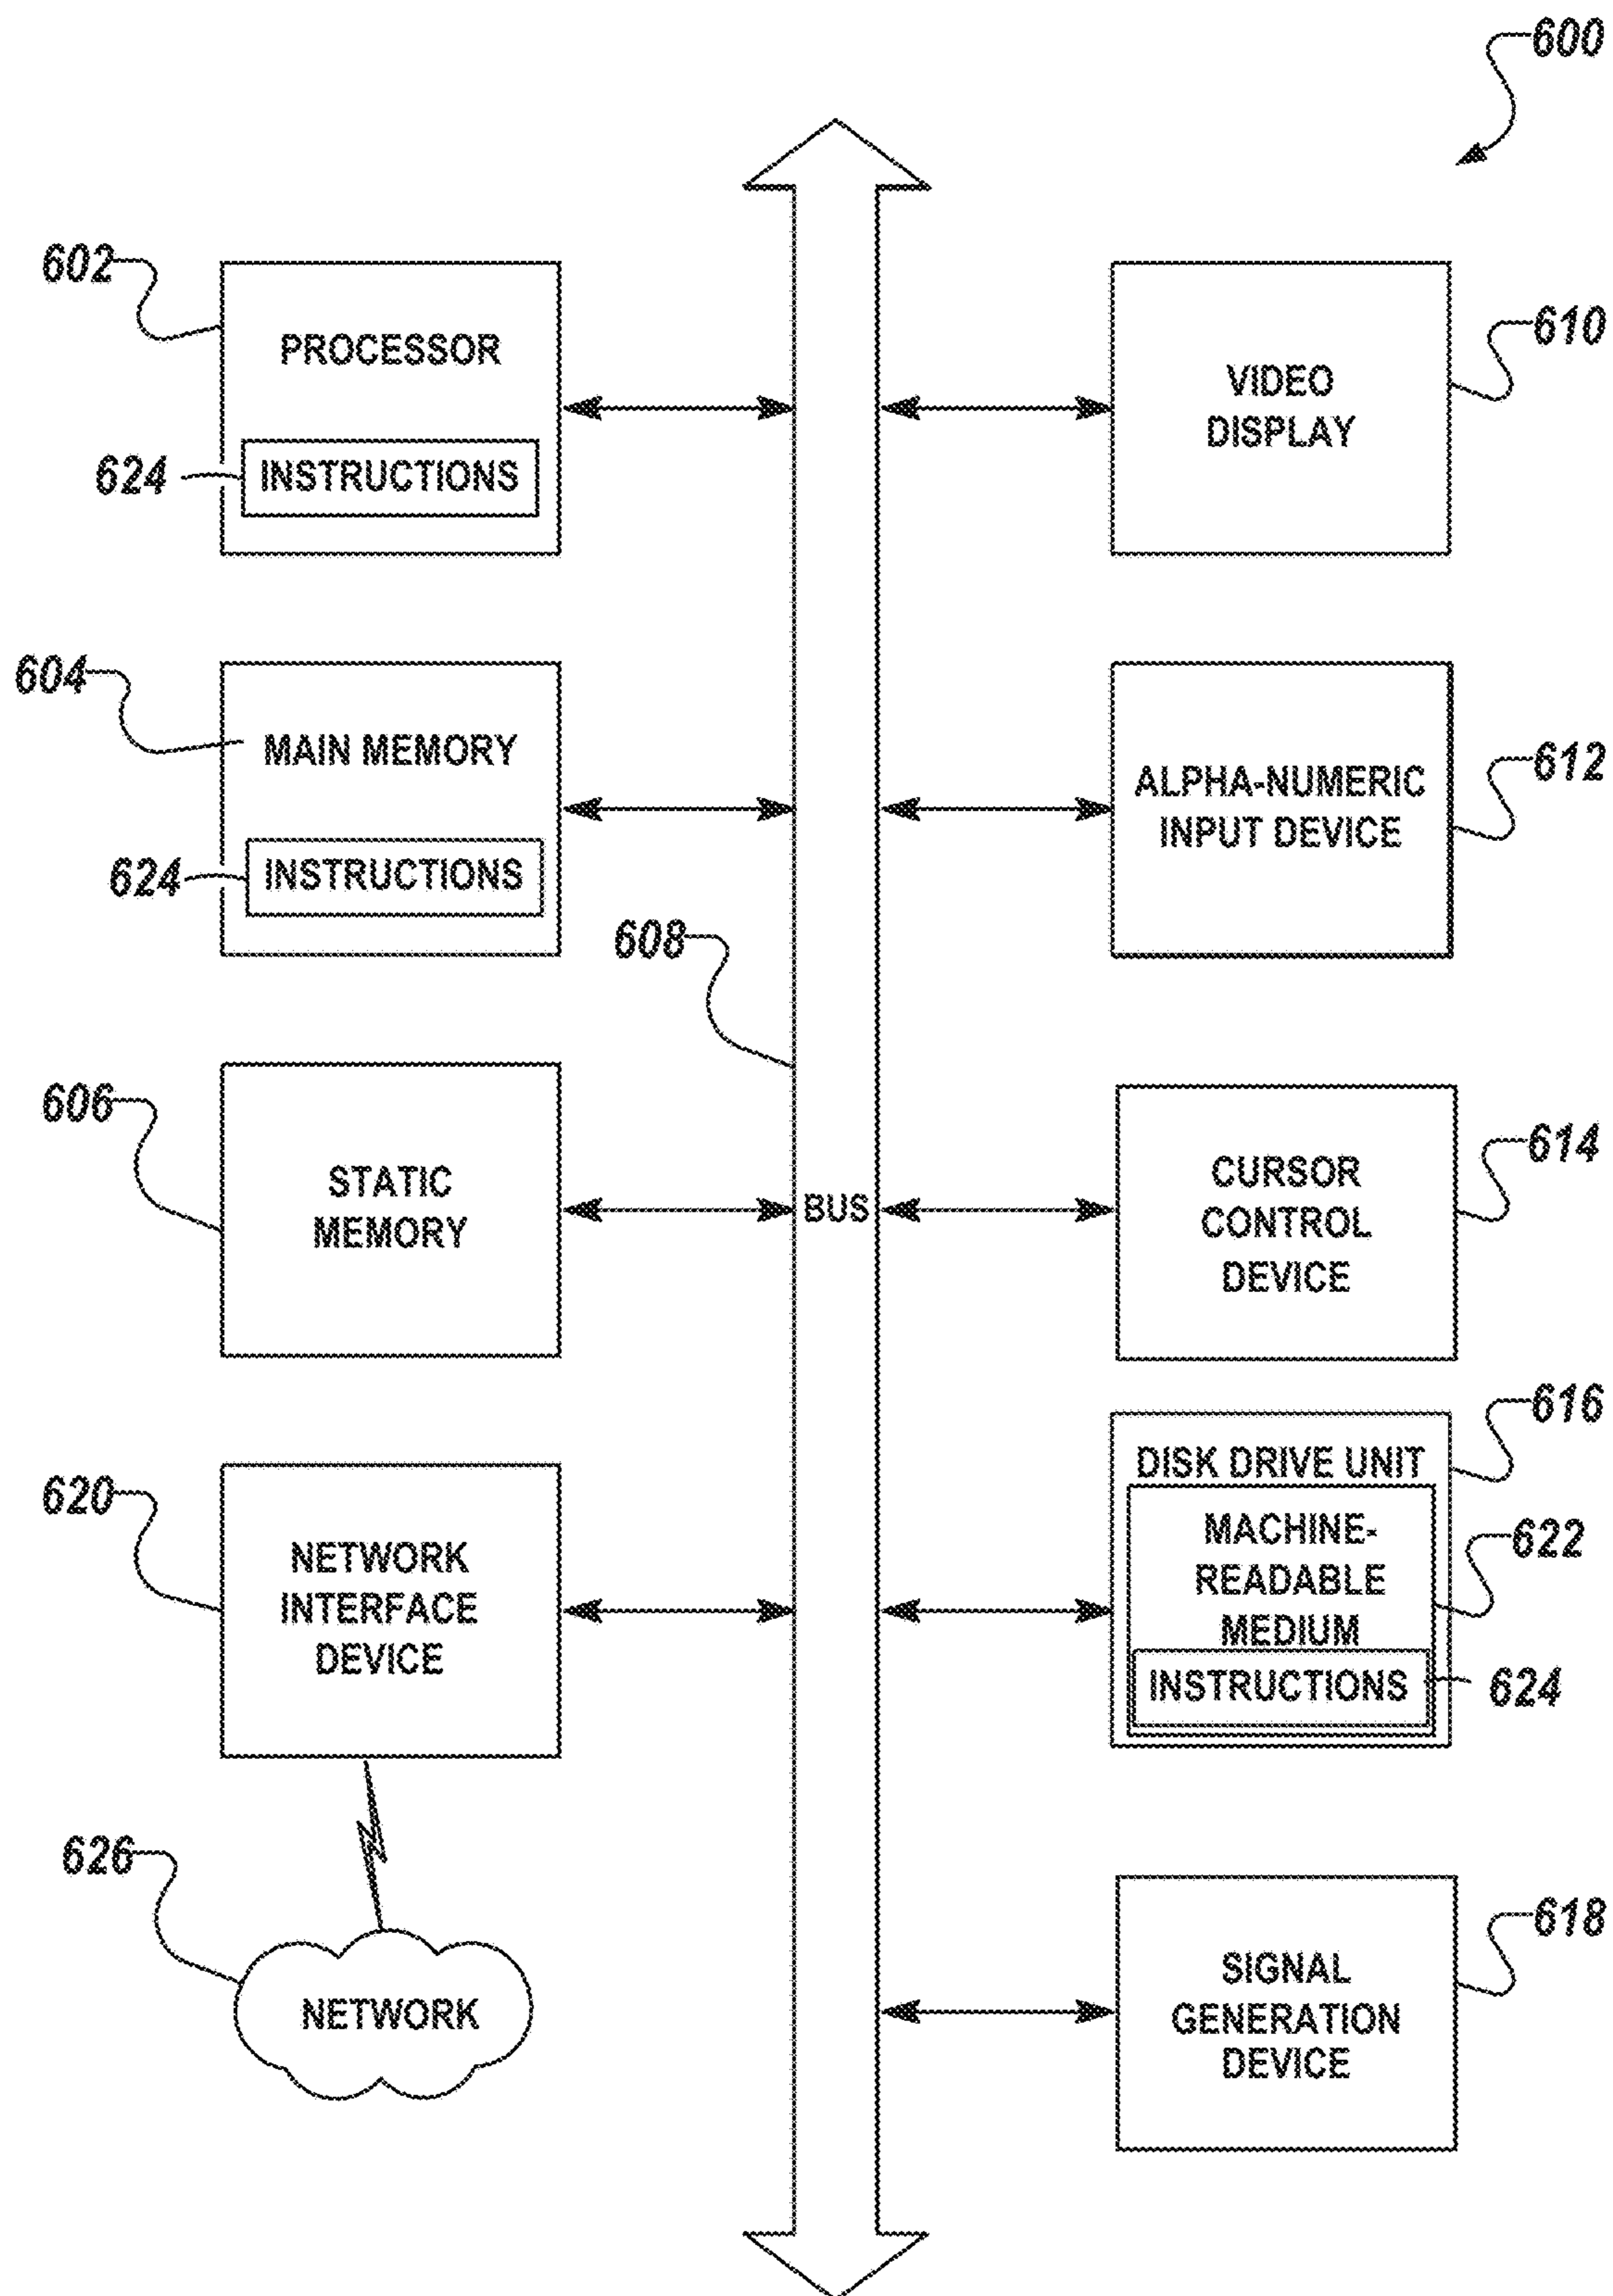 600
602
PROCESSOR
624
INSTRUCTIONS
610
VIDEO
DISPLAY
604
MAIN MEMORY
624
INSTRUCTIONS
612
ALPHA-NUMERIC
INPUT DEVICE
608
BUS
606
STATIC
MEMORY
614
CURSOR
CONTROL
DEVICE
620
NETWORK
INTERFACE
DEVICE
616
DISK DRIVE UNIT
622
MACHINE-
READABLE
MEDIUM
INSTRUCTIONS
624
626
NETWORK
618
SIGNAL
GENERATION
DEVICE